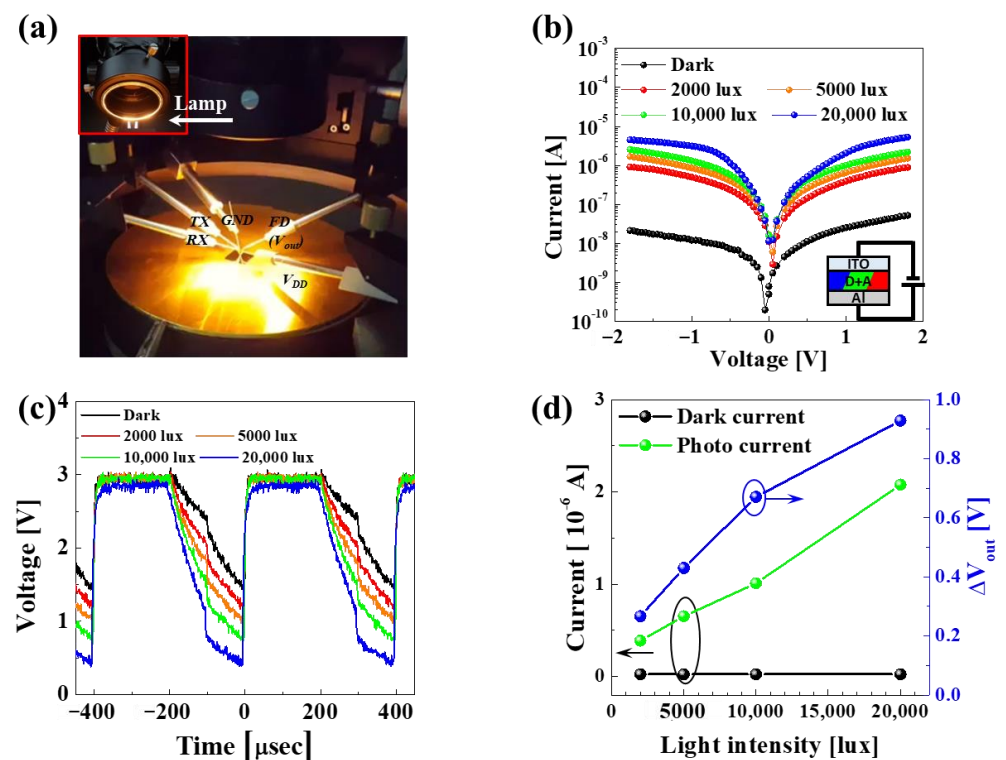 (a)
Lamp
TX
GND
FD
RX
(V_out)
V_DD
(b)
Current [A]
10^-3
10^-4
10^-5
10^-6
10^-7
10^-8
10^-9
10^-10
Dark
2000 lux
5000 lux
10,000 lux
20,000 lux
ITO
D+A
Al
−2
−1
0
1
2
Voltage [V]
(c)
Voltage [V]
4
3
2
1
0
Dark
2000 lux
5000 lux
10,000 lux
20,000 lux
−400
−200
0
200
400
Time [μsec]
(d)
Current [ 10^-6 A]
3
2
1
0
Dark current
Photo current
1.0
0.8
0.6
0.4
0.2
0.0
ΔV_out [V]
0
5000
10,000
15,000
20,000
Light intensity [lux]